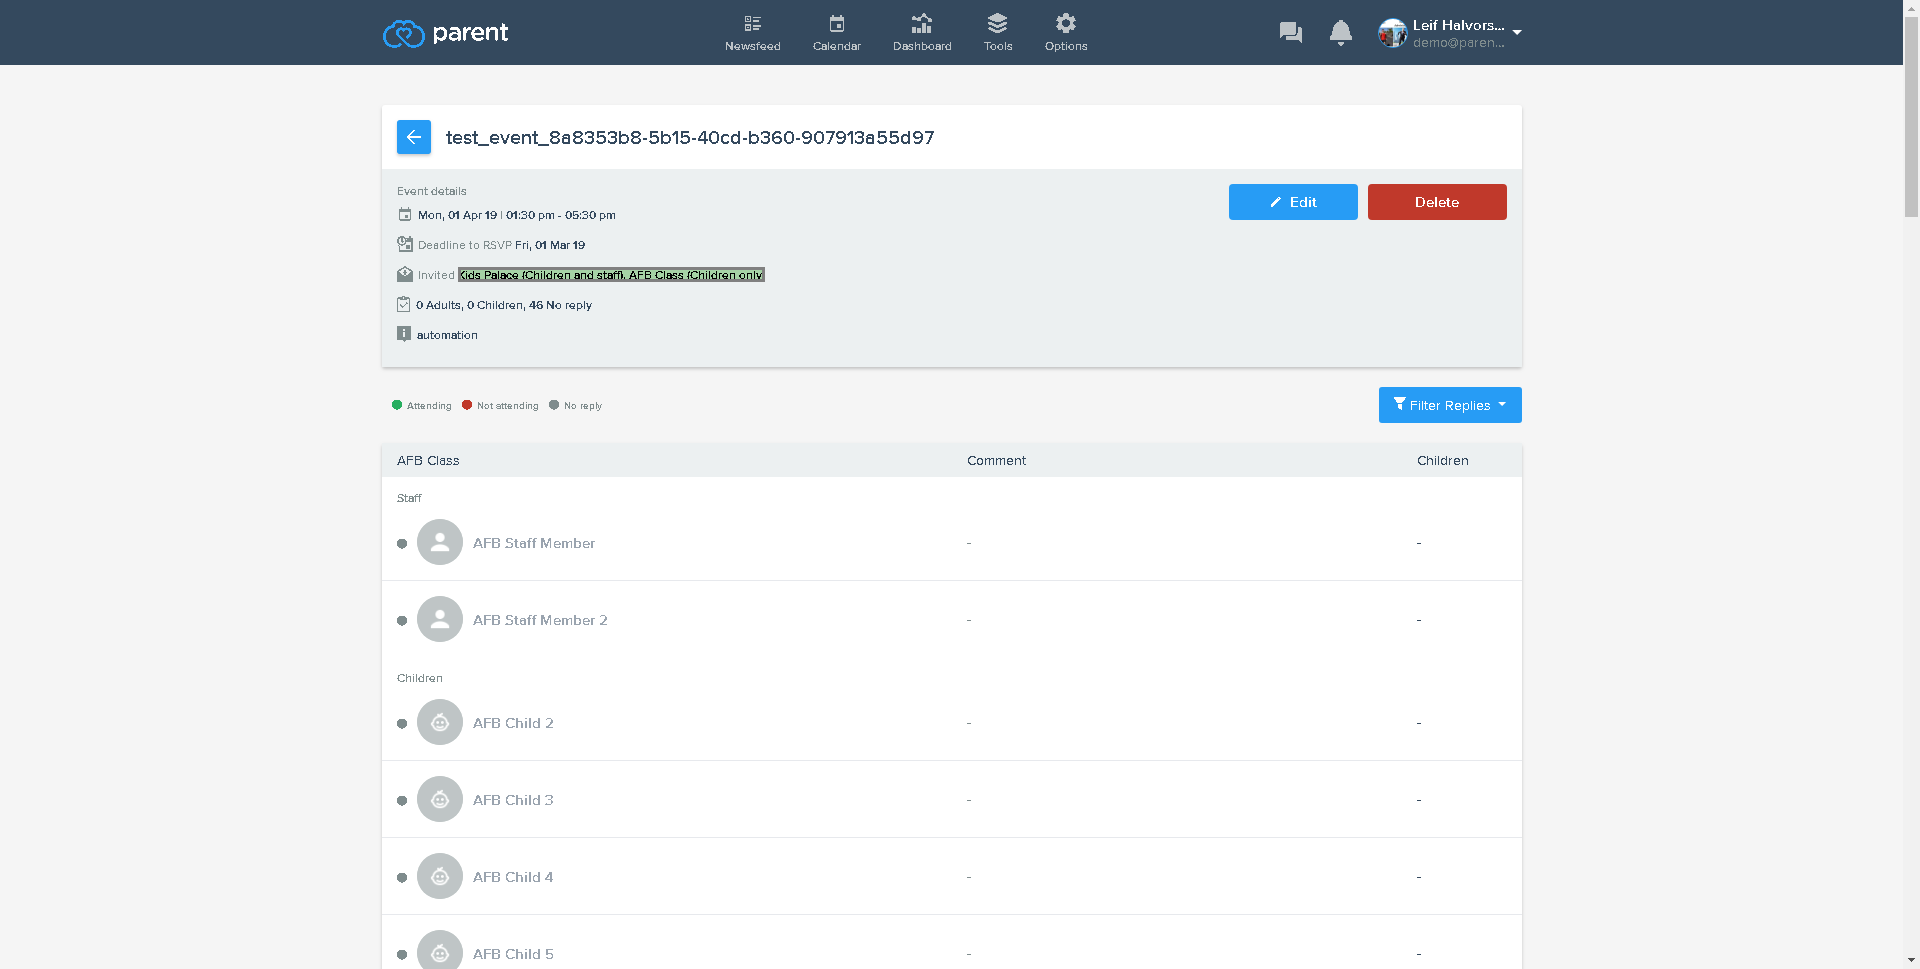 parent
Newsfeed
Calendar
Dashboard
Tools
Options
Leif Halvors...
demo@paren...
test_event_8a8353b8-5b15-40cd-b360-907913a55d97
Event details
Mon, 01 Apr 19 | 01:30 pm - 05:30 pm
Deadline to RSVP Fri, 01 Mar 19
Invited Kids Palace (Children and staff), AFB Class (Children only
0 Adults, 0 Children, 46 No reply
automation
Edit
Delete
Attending
Not attending
No reply
Filter Replies
AFB Class Comment Children
Staff
AFB Staff Member - -
AFB Staff Member 2 - -
Children
AFB Child 2 - -
AFB Child 3 - -
AFB Child 4 - -
AFB Child 5 - -